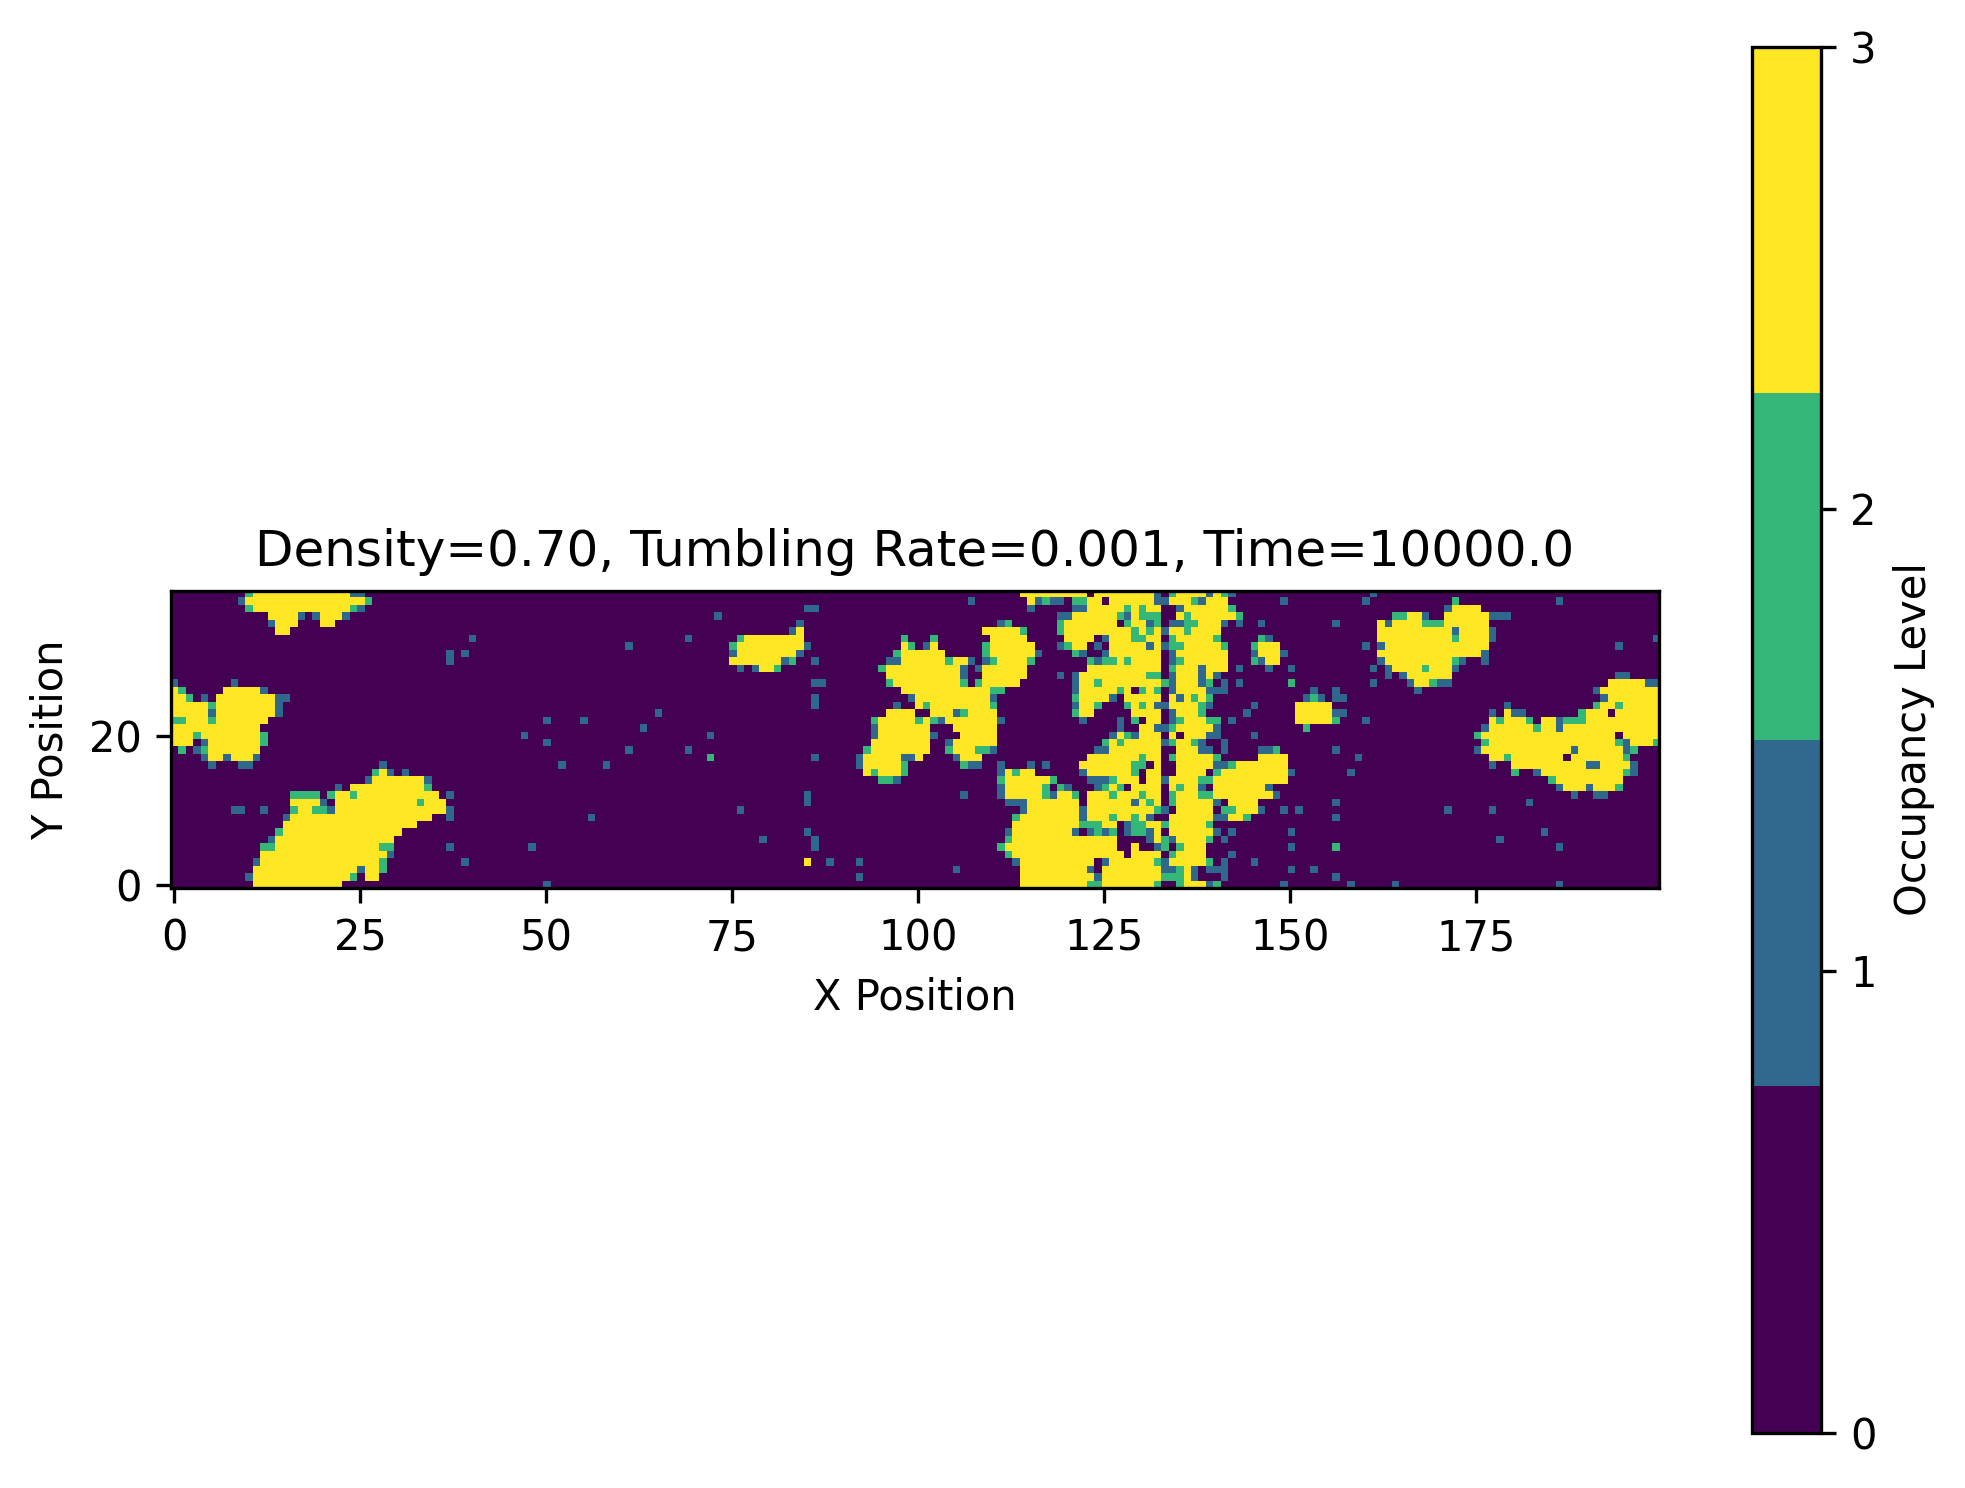 Density=0.70, Tumbling Rate=0.001, Time=10000.0
Y Position
20
0
0 25 50 75 100 125 150 175
X Position
3
2
1
0
Occupancy Level